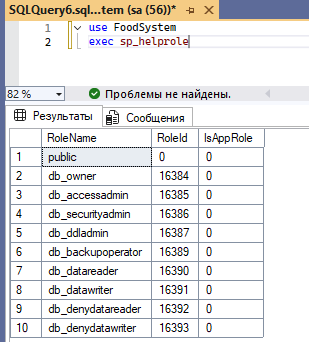 SQLQuery6.sql...tem (sa (56))*
1 use FoodSystem
2 exec sp_helprole
82 % Проблемы не найдены.
Результаты Сообщения
RoleName RoleId IsAppRole
1 public 0 0
2 db_owner 16384 0
3 db_accessadmin 16385 0
4 db_securityadmin 16386 0
5 db_ddladmin 16387 0
6 db_backupoperator 16389 0
7 db_datareader 16390 0
8 db_datawriter 16391 0
9 db_denydatareader 16392 0
10 db_denydatawriter 16393 0